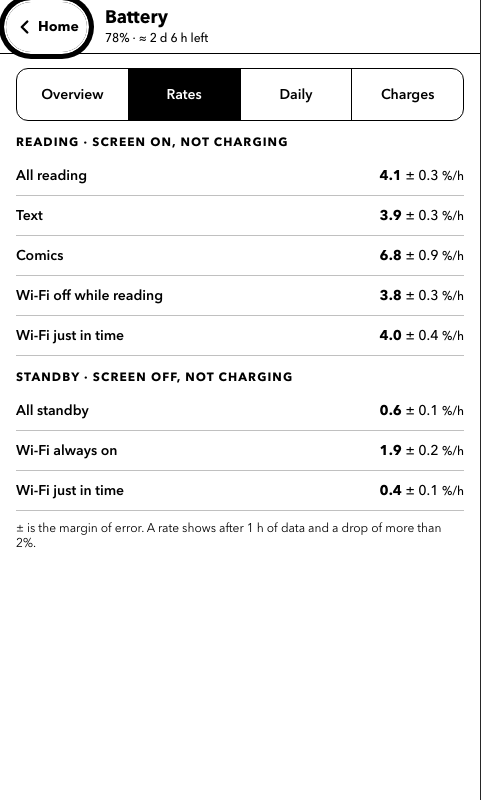 Home
Battery
78% · ≈ 2 d 6 h left
Overview Rates Daily Charges
READING · SCREEN ON, NOT CHARGING
All reading 4.1 ± 0.3 %/h
Text 3.9 ± 0.3 %/h
Comics 6.8 ± 0.9 %/h
Wi-Fi off while reading 3.8 ± 0.3 %/h
Wi-Fi just in time 4.0 ± 0.4 %/h
STANDBY · SCREEN OFF, NOT CHARGING
All standby 0.6 ± 0.1 %/h
Wi-Fi always on 1.9 ± 0.2 %/h
Wi-Fi just in time 0.4 ± 0.1 %/h
± is the margin of error. A rate shows after 1 h of data and a drop of more than
2%.